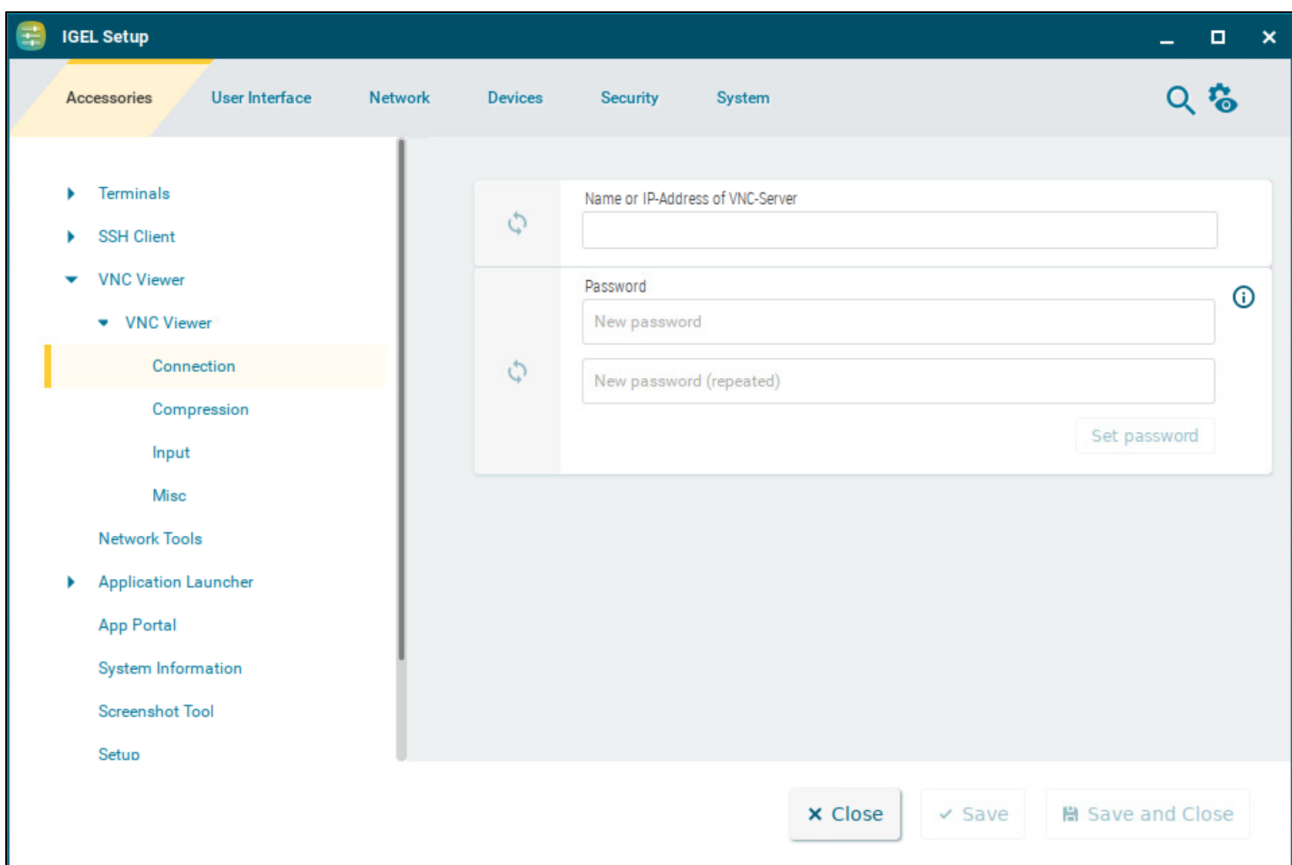 IGEL Setup
Accessories
User Interface
Network
Devices
Security
System
Terminals
SSH Client
VNC Viewer
VNC Viewer
Connection
Compression
Input
Misc
Network Tools
Application Launcher
App Portal
System Information
Screenshot Tool
Setup
Name or IP-Address of VNC-Server
Password
New password
New password (repeated)
Set password
Close
Save
Save and Close